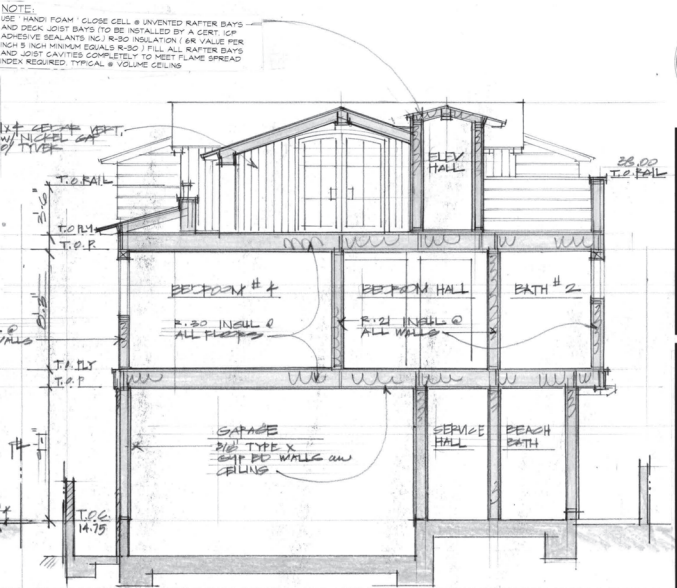 NOTE:
USE ' HANDI FOAM ' CLOSE CELL @ UNVENTED RAFTER BAYS
AND DECK JOIST BAYS (TO BE INSTALLED BY A CERT. ICP
ADHESIVE SEALANTS INC.) R-30 INSULATION ( 6R VALUE PER
INCH 5 INCH MINIMUM EQUALS R-30 ) FILL ALL RAFTER BAYS
AND JOIST CAVITIES COMPLETELY TO MEET FLAME SPREAD
INDEX REQUIRED. TYPICAL @ VOLUME CEILING
1x4 CEDAR VERT.
W/ NICKEL GAP
O/ TYVEK
ELEV
HALL
28.00
T.O. RAIL
T.O. RAIL
3'-6"
T.O. PLY
T.O.P.
BEDROOM #4
BEDROOM HALL
BATH #2
R-30 INSUL @
ALL FLOORS
R-21 INSUL @
ALL WALLS
@
WALLS
T.O. PLY
T.O.P
GARAGE
5/8" TYPE X
GYP BD WALLS
CEILING
SERVICE
HALL
BEACH
BATH
T.O.C.
14.75